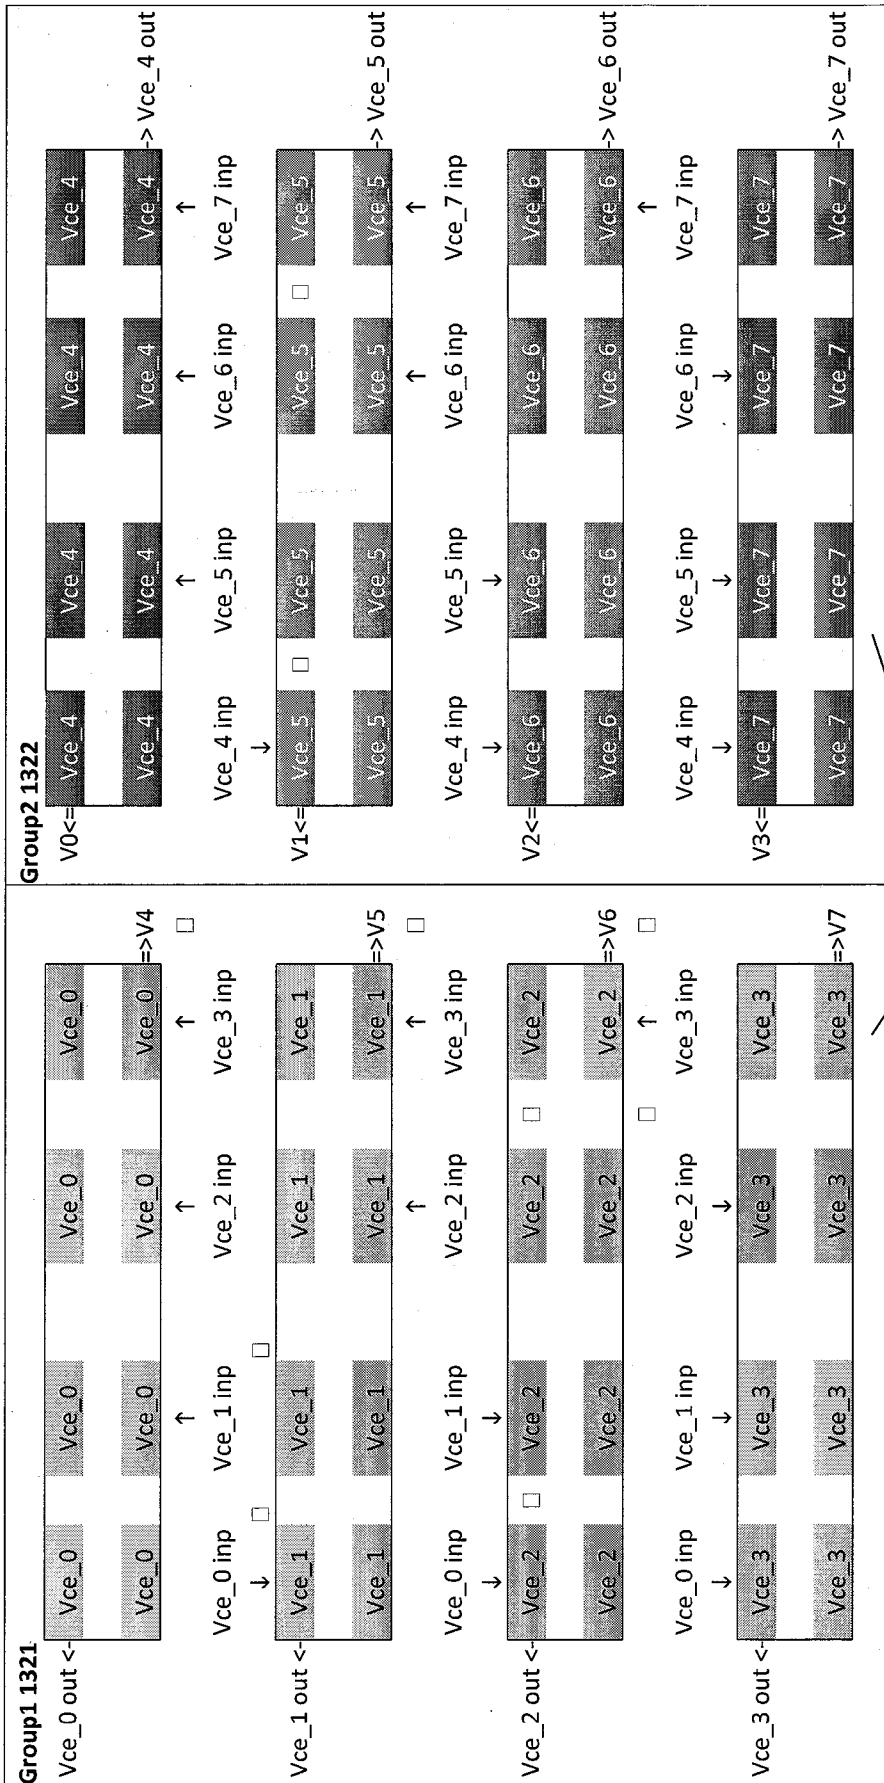 Group1 1321
Vce_0 out <- Vce_0 Vce_0 Vce_0 Vce_0
Vce_0 Vce_0 Vce_0 Vce_0 =>V4
↑ ↑ ↑
Vce_0 inp Vce_1 inp Vce_2 inp Vce_3 inp
↓
Vce_1 out <- Vce_1 Vce_1 Vce_1 Vce_1
Vce_1 Vce_1 Vce_1 Vce_1 =>V5
↑ ↑
Vce_0 inp Vce_1 inp Vce_2 inp Vce_3 inp
↓ ↓
Vce_2 out <- Vce_2 Vce_2 Vce_2 Vce_2
Vce_2 Vce_2 Vce_2 Vce_2 =>V6
↑
Vce_0 inp Vce_1 inp Vce_2 inp Vce_3 inp
↓ ↓ ↓
Vce_3 out <- Vce_3 Vce_3 Vce_3 Vce_3
Vce_3 Vce_3 Vce_3 Vce_3 =>V7
Group2 1322
V0<= Vce_4 Vce_4 Vce_4 Vce_4
Vce_4 Vce_4 Vce_4 Vce_4 -> Vce_4 out
↑ ↑ ↑
Vce_4 inp Vce_5 inp Vce_6 inp Vce_7 inp
↓
V1<= Vce_5 Vce_5 Vce_5 Vce_5
Vce_5 Vce_5 Vce_5 Vce_5 -> Vce_5 out
↑ ↑
Vce_4 inp Vce_5 inp Vce_6 inp Vce_7 inp
↓ ↓
V2<= Vce_6 Vce_6 Vce_6 Vce_6
Vce_6 Vce_6 Vce_6 Vce_6 -> Vce_6 out
↑
Vce_4 inp Vce_5 inp Vce_6 inp Vce_7 inp
↓ ↓ ↓
V3<= Vce_7 Vce_7 Vce_7 Vce_7
Vce_7 Vce_7 Vce_7 Vce_7 -> Vce_7 out